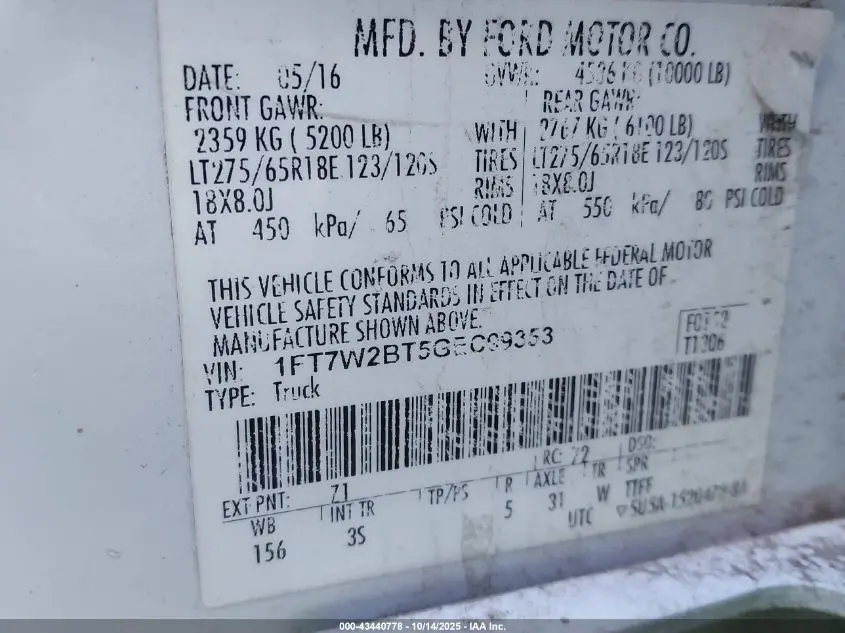 MFD. BY FORD MOTOR CO.
DATE: 05/16 GVWR: 4536 KG (10000 LB)
FRONT GAWR: REAR GAWR:
2359 KG ( 5200 LB) WITH 2767 KG ( 6100 LB) WITH
LT275/65R18E 123/120S TIRES LT275/65R18E 123/120S TIRES
18X8.0J RIMS 18X8.0J RIMS
AT 450 kPa/ 65 PSI COLD AT 550 kPa/ 80 PSI COLD
THIS VEHICLE CONFORMS TO ALL APPLICABLE FEDERAL MOTOR
VEHICLE SAFETY STANDARDS IN EFFECT ON THE DATE OF
MANUFACTURE SHOWN ABOVE.
VIN: 1FT7W2BT5GEC99353
TYPE: Truck
T1206
RC: 72 DSO:
EXT PNT: Z1
WB INT TR TP/PS R AXLE TR SPR
156 3S 5 31 W TTFF
UTC
000-43440778 - 10/14/2025 - IAA Inc.